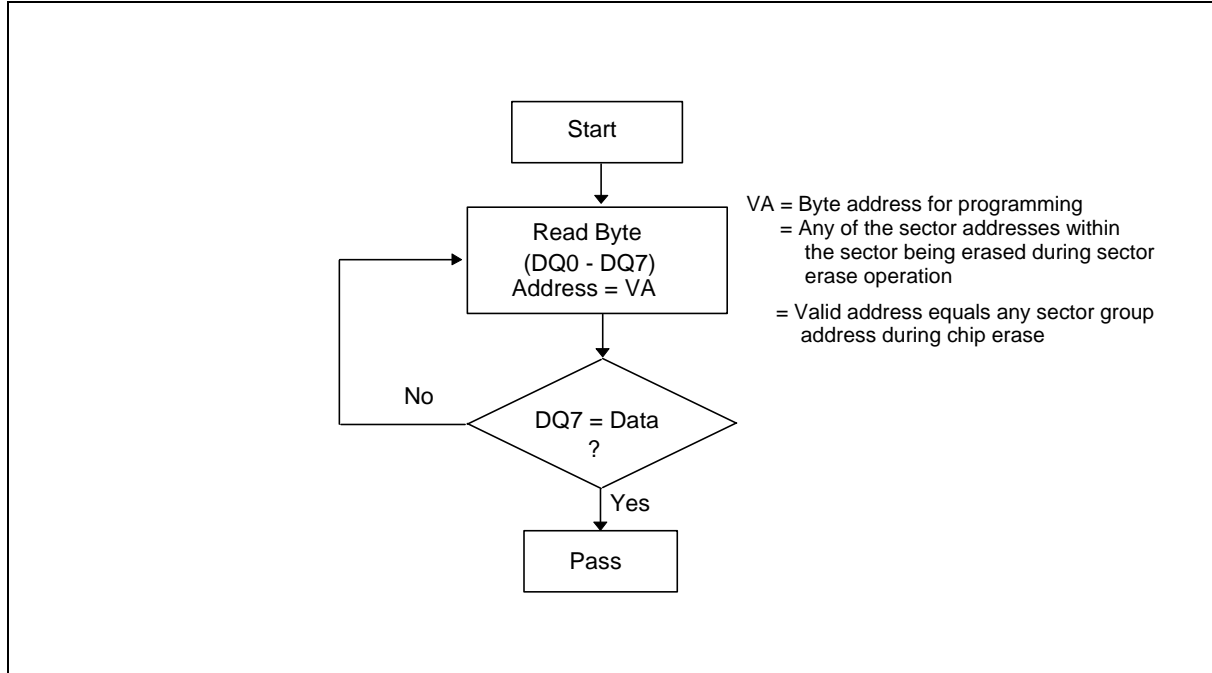 Start
Read Byte
(DQ0 - DQ7)
Address = VA
VA = Byte address for programming
= Any of the sector addresses within
the sector being erased during sector
erase operation
= Valid address equals any sector group
address during chip erase
No
DQ7 = Data
?
Yes
Pass